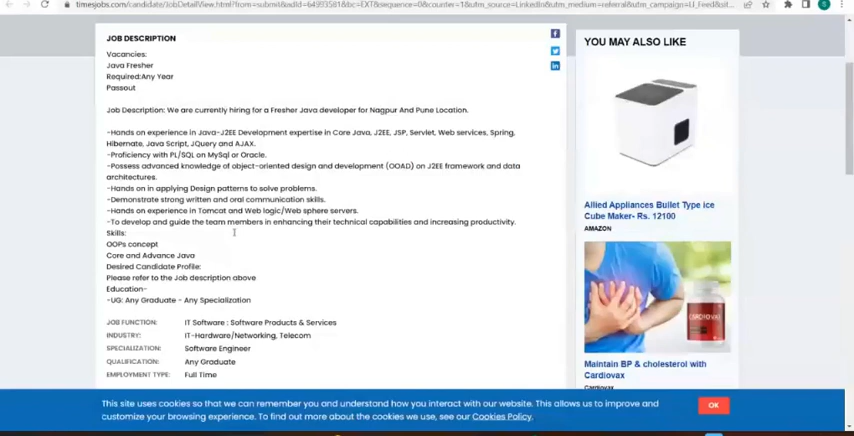 timesjobs.com/candidate/JobDetailView.html?from=submit&adId=64993581&bc=EXT&sequence=0&counter=1&utm_source=LinkedIn&utm_medium=referral&utm_campaign=LI_Feed&sit...
S
JOB DESCRIPTION
Vacancies:
Java Fresher
Required:Any Year
Passout
Job Description: We are currently hiring for a Fresher Java developer for Nagpur And Pune Location.
-Hands on experience in Java-J2EE Development expertise in Core Java, J2EE, JSP, Servlet, Web services, Spring,
Hibernate, Java Script, JQuery and AJAX.
-Proficiency with PL/SQL on MySql or Oracle.
-Possess advanced knowledge of object-oriented design and development (OOAD) on J2EE framework and data
architectures.
-Hands on in applying Design patterns to solve problems.
-Demonstrate strong written and oral communication skills.
-Hands on experience in Tomcat and Web logic/Web sphere servers.
-To develop and guide the team members in enhancing their technical capabilities and increasing productivity.
Skills:
OOPs concept
Core and Advance Java
Desired Candidate Profile:
Please refer to the Job description above
Education-
-UG: Any Graduate - Any Specialization
JOB FUNCTION: IT Software : Software Products & Services
INDUSTRY: IT-Hardware/Networking, Telecom
SPECIALIZATION: Software Engineer
QUALIFICATION: Any Graduate
EMPLOYMENT TYPE: Full Time
YOU MAY ALSO LIKE
Allied Appliances Bullet Type ice
Cube Maker- Rs. 12100
AMAZON
CARDIOVAX
Maintain BP & cholesterol with
Cardiovax
Cardiovax
This site uses cookies so that we can remember you and understand how you interact with our website. This allows us to improve and
customize your browsing experience. To find out more about the cookies we use, see our Cookies Policy.
OK